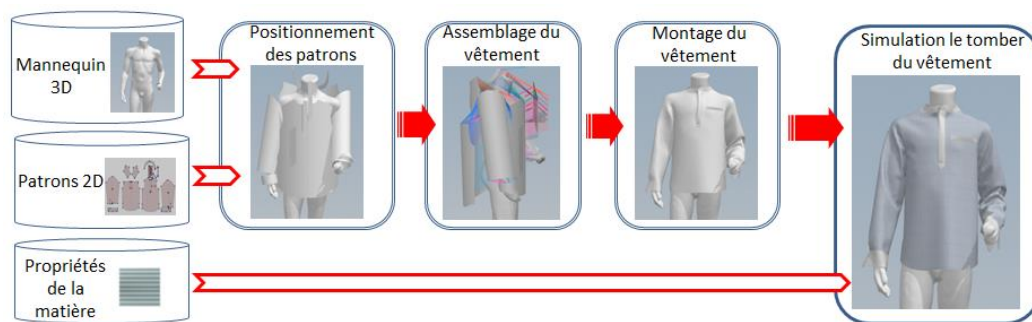 Mannequin
3D
Patrons 2D
Propriétés
de la
matière
Positionnement
des patrons
Assemblage du
vêtement
Montage du
vêtement
Simulation le tomber
du vêtement